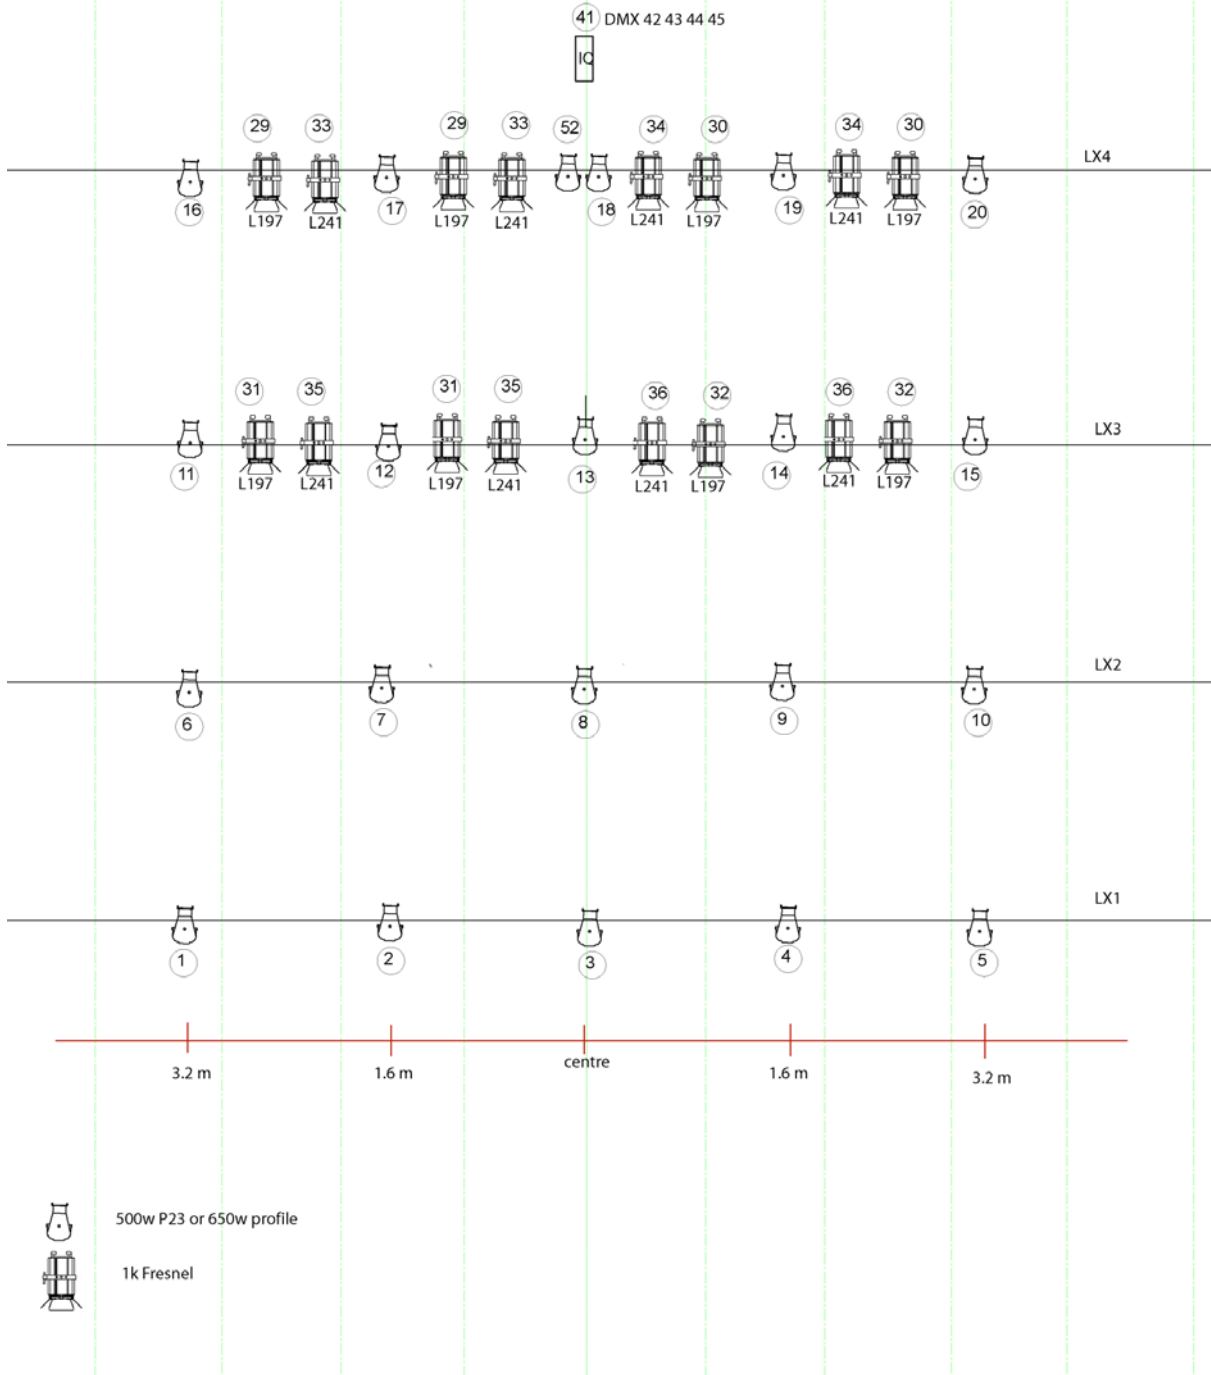 41 DMX 42 43 44 45
IQ
29 33 29 33 52 34 30 34 30
LX4
16 L197 L241 17 L197 L241 18 L241 L197 19 L241 L197 20
31 35 31 35 36 32 36 32
LX3
11 L197 L241 12 L197 L241 13 L241 L197 14 L241 L197 15
LX2
6 7 8 9 10
LX1
1 2 3 4 5
3.2 m 1.6 m centre 1.6 m 3.2 m
500w P23 or 650w profile
1k Fresnel